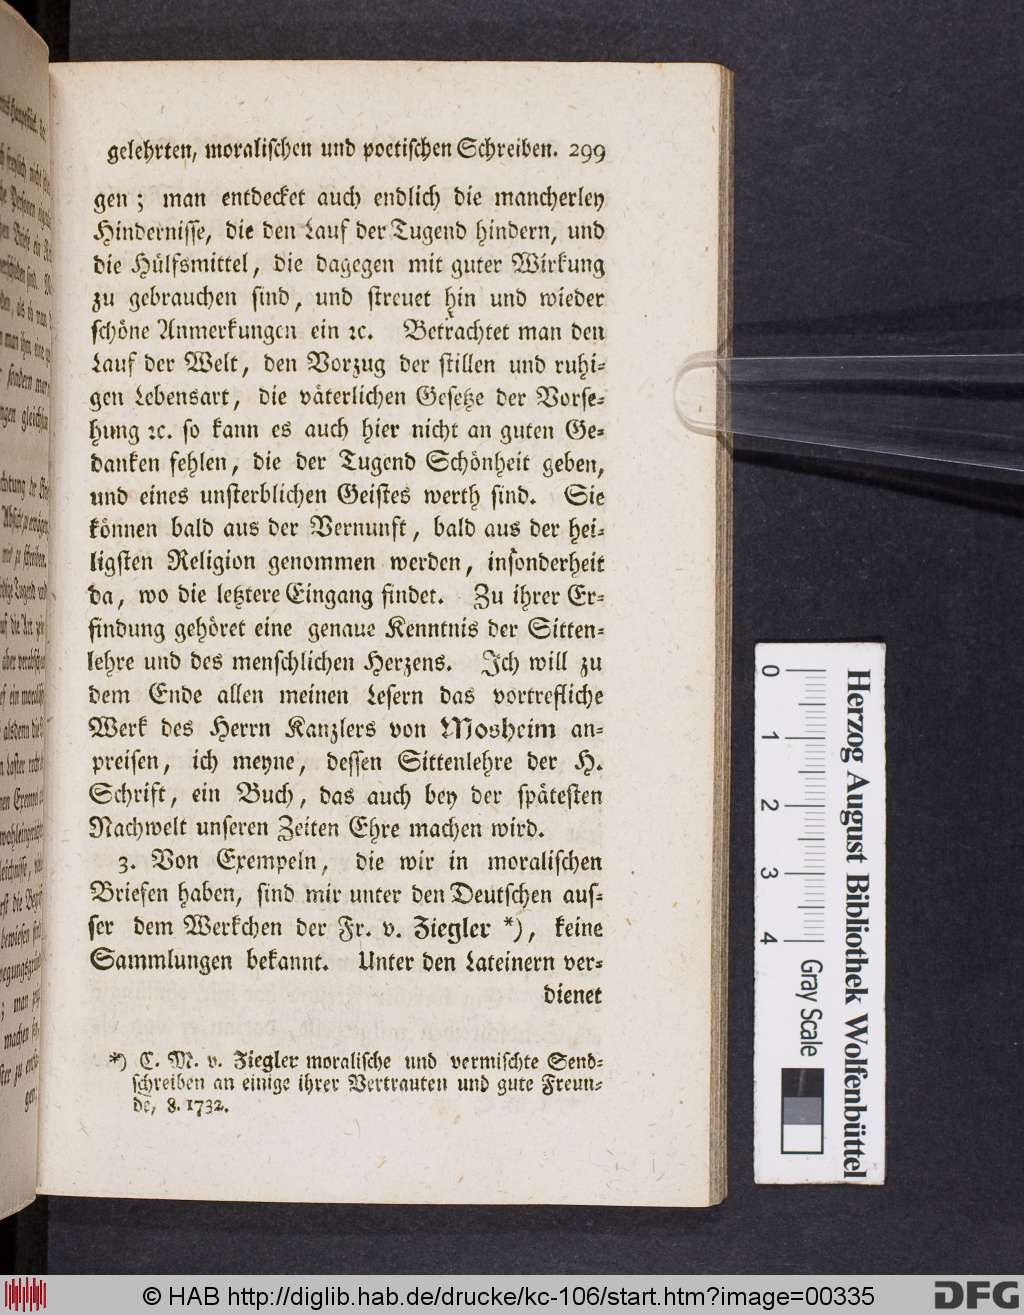 gelehrten, moralischen und poetischen Schreiben. 299
gen; man entdecket auch endlich die mancherley
Hindernisse, die den Lauf der Tugend hindern, und
die Hülfsmittel, die dagegen mit guter Wirkung
zu gebrauchen sind, und streuet hin und wieder
schöne Anmerkungen ein ꝛc. Betrachtet man den
Lauf der Welt, den Vorzug der stillen und ruhi-
gen Lebensart, die väterlichen Gesetze der Vorse-
hung ꝛc. so kann es auch hier nicht an guten Ge-
danken fehlen, die der Tugend Schönheit geben,
und eines unsterblichen Geistes werth sind. Sie
können bald aus der Vernunft, bald aus der hei-
ligsten Religion genommen werden, insonderheit
da, wo die letztere Eingang findet. Zu ihrer Er-
findung gehöret eine genaue Kenntnis der Sitten-
lehre und des menschlichen Herzens. Ich will zu
dem Ende allen meinen Lesern das vortrefliche
Werk des Herrn Kanzlers von Mosheim an-
preisen, ich meyne, dessen Sittenlehre der H.
Schrift, ein Buch, das auch bey der spätesten
Nachwelt unseren Zeiten Ehre machen wird.
3. Von Exempeln, die wir in moralischen
Briefen haben, sind mir unter den Deutschen aus-
ser dem Werkchen der Fr. v. Ziegler *), keine
Sammlungen bekannt. Unter den Lateinern ver-
dienet
*) C. M. v. Ziegler moralische und vermischte Send-
schreiben an einige ihrer Vertrauten und gute Freun-
de, 8. 1732.
0 1 2 3 4
Gray Scale
Herzog August Bibliothek Wolfenbüttel
© HAB http://diglib.hab.de/drucke/kc-106/start.htm?image=00335
DFG